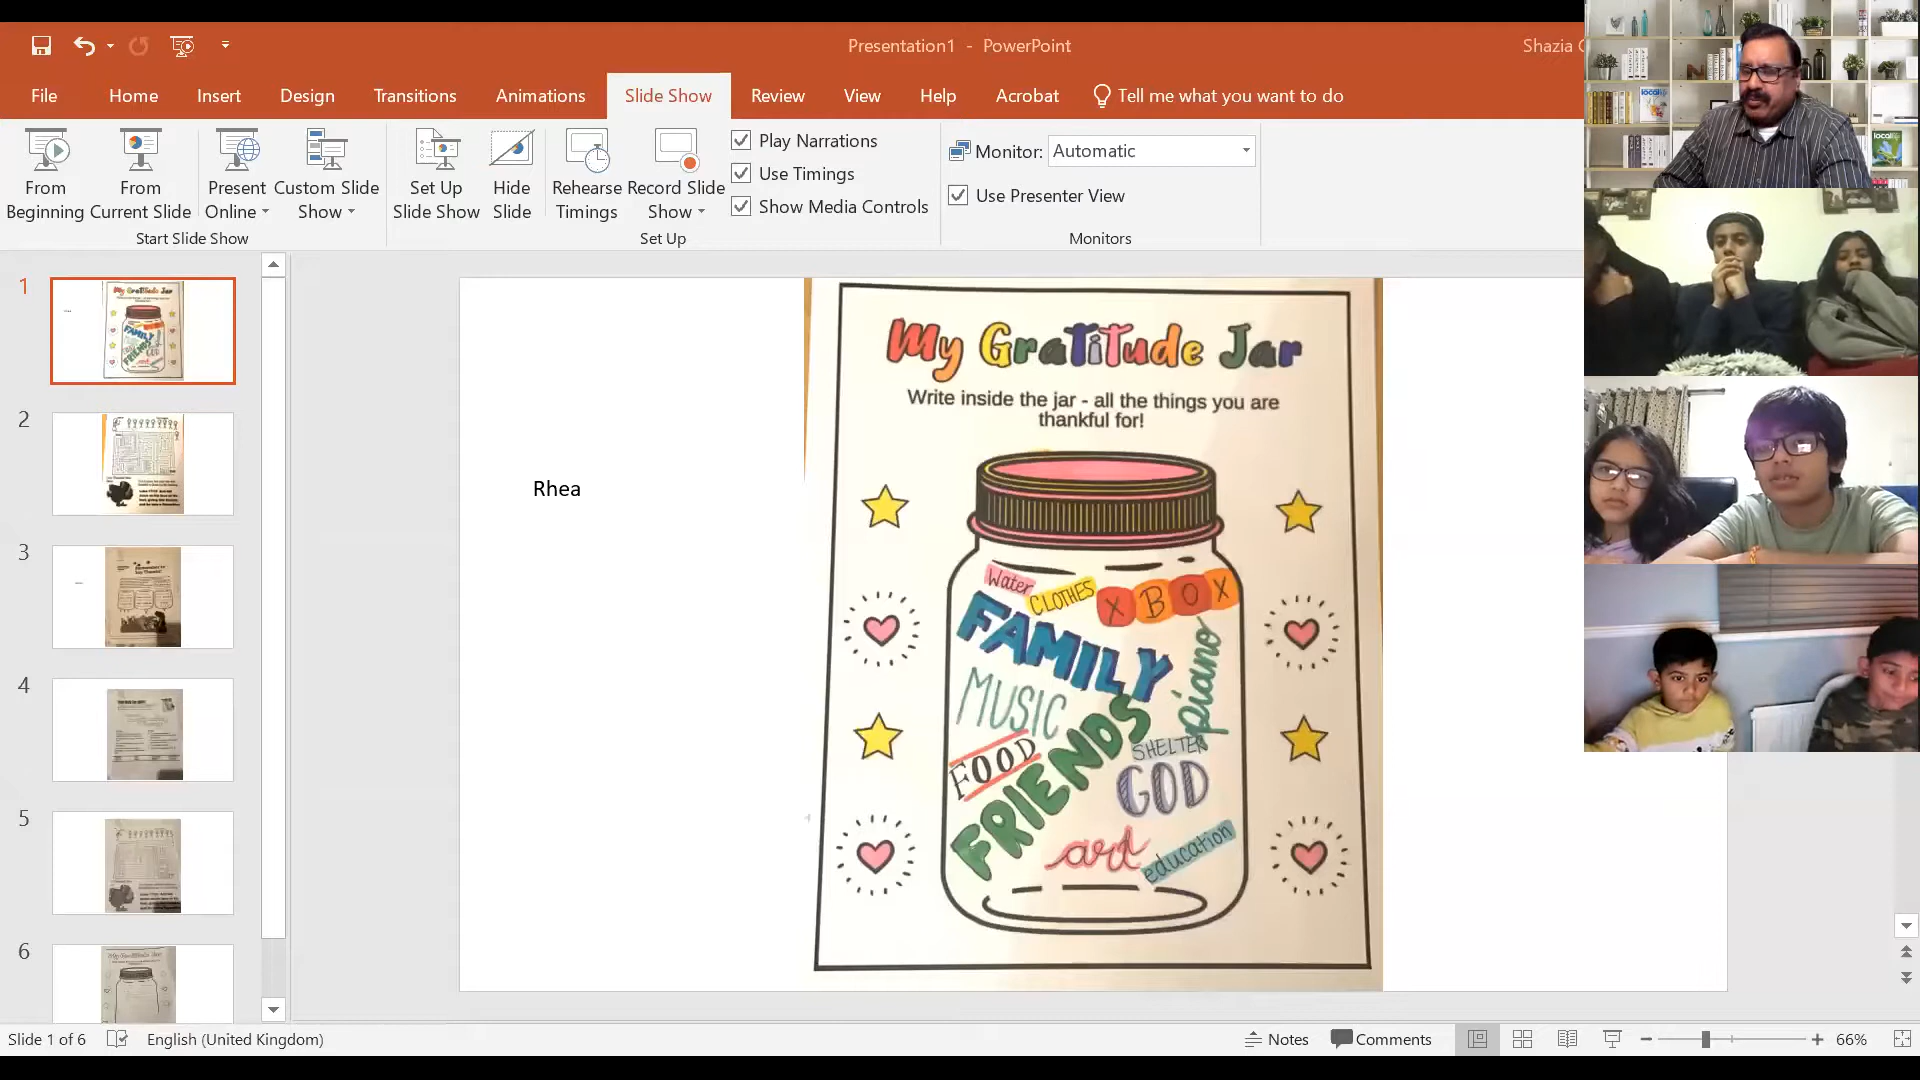 Presentation1 - PowerPoint
Shazia
File Home Insert Design Transitions Animations Slide Show Review View Help Acrobat Tell me what you want to do
From Beginning
From Current Slide
Present Online
Custom Slide Show
Set Up Slide Show
Hide Slide
Rehearse Timings
Record Slide Show
Play Narrations
Use Timings
Show Media Controls
Monitor: Automatic
Use Presenter View
Start Slide Show
Set Up
Monitors
1
2
3
4
5
6
My Gratitude Jar
Write inside the jar - all the things you are
thankful for!
Rhea
Water
CLOTHES
XBOX
FAMILY
piano
MUSIC
FRIENDS
SHELTER
FOOD
GOD
art
education
Slide 1 of 6
English (United Kingdom)
Notes
Comments
66%